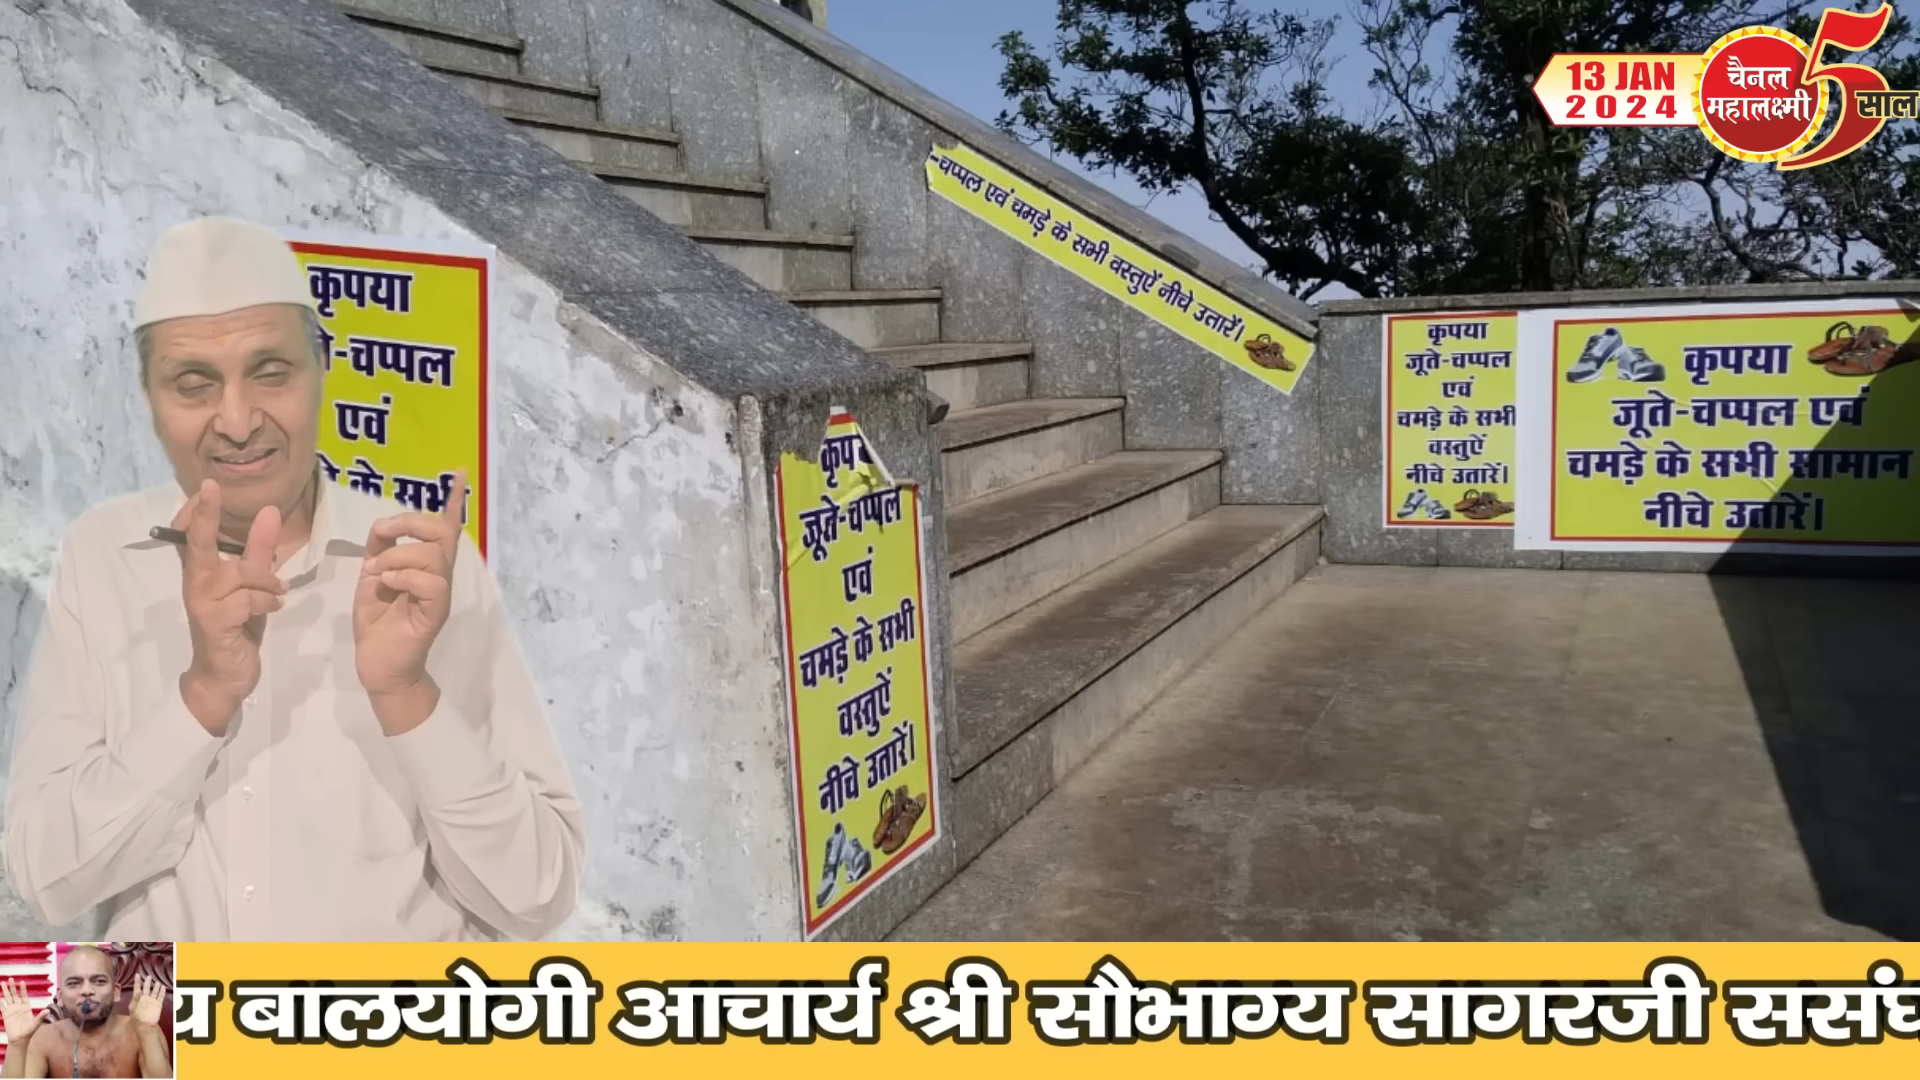 13 JAN
2024
चैनल
महालक्ष्मी
5
साल
कृपया
-चप्पल
एवं
के सभी
-चप्पल एवं चमड़े के सभी वस्तुऐं नीचे उतारें।
जूते-चप्पल
एवं
चमड़े के सभी
वस्तुऐं
नीचे उतारें।
कृपया
जूते-चप्पल
एवं
चमड़े के सभी
वस्तुऐं
नीचे उतारें।
कृपया
जूते-चप्पल एवं
चमड़े के सभी सामान
नीचे उतारें।
बालयोगी आचार्य श्री सौभाग्य सागरजी ससंघ